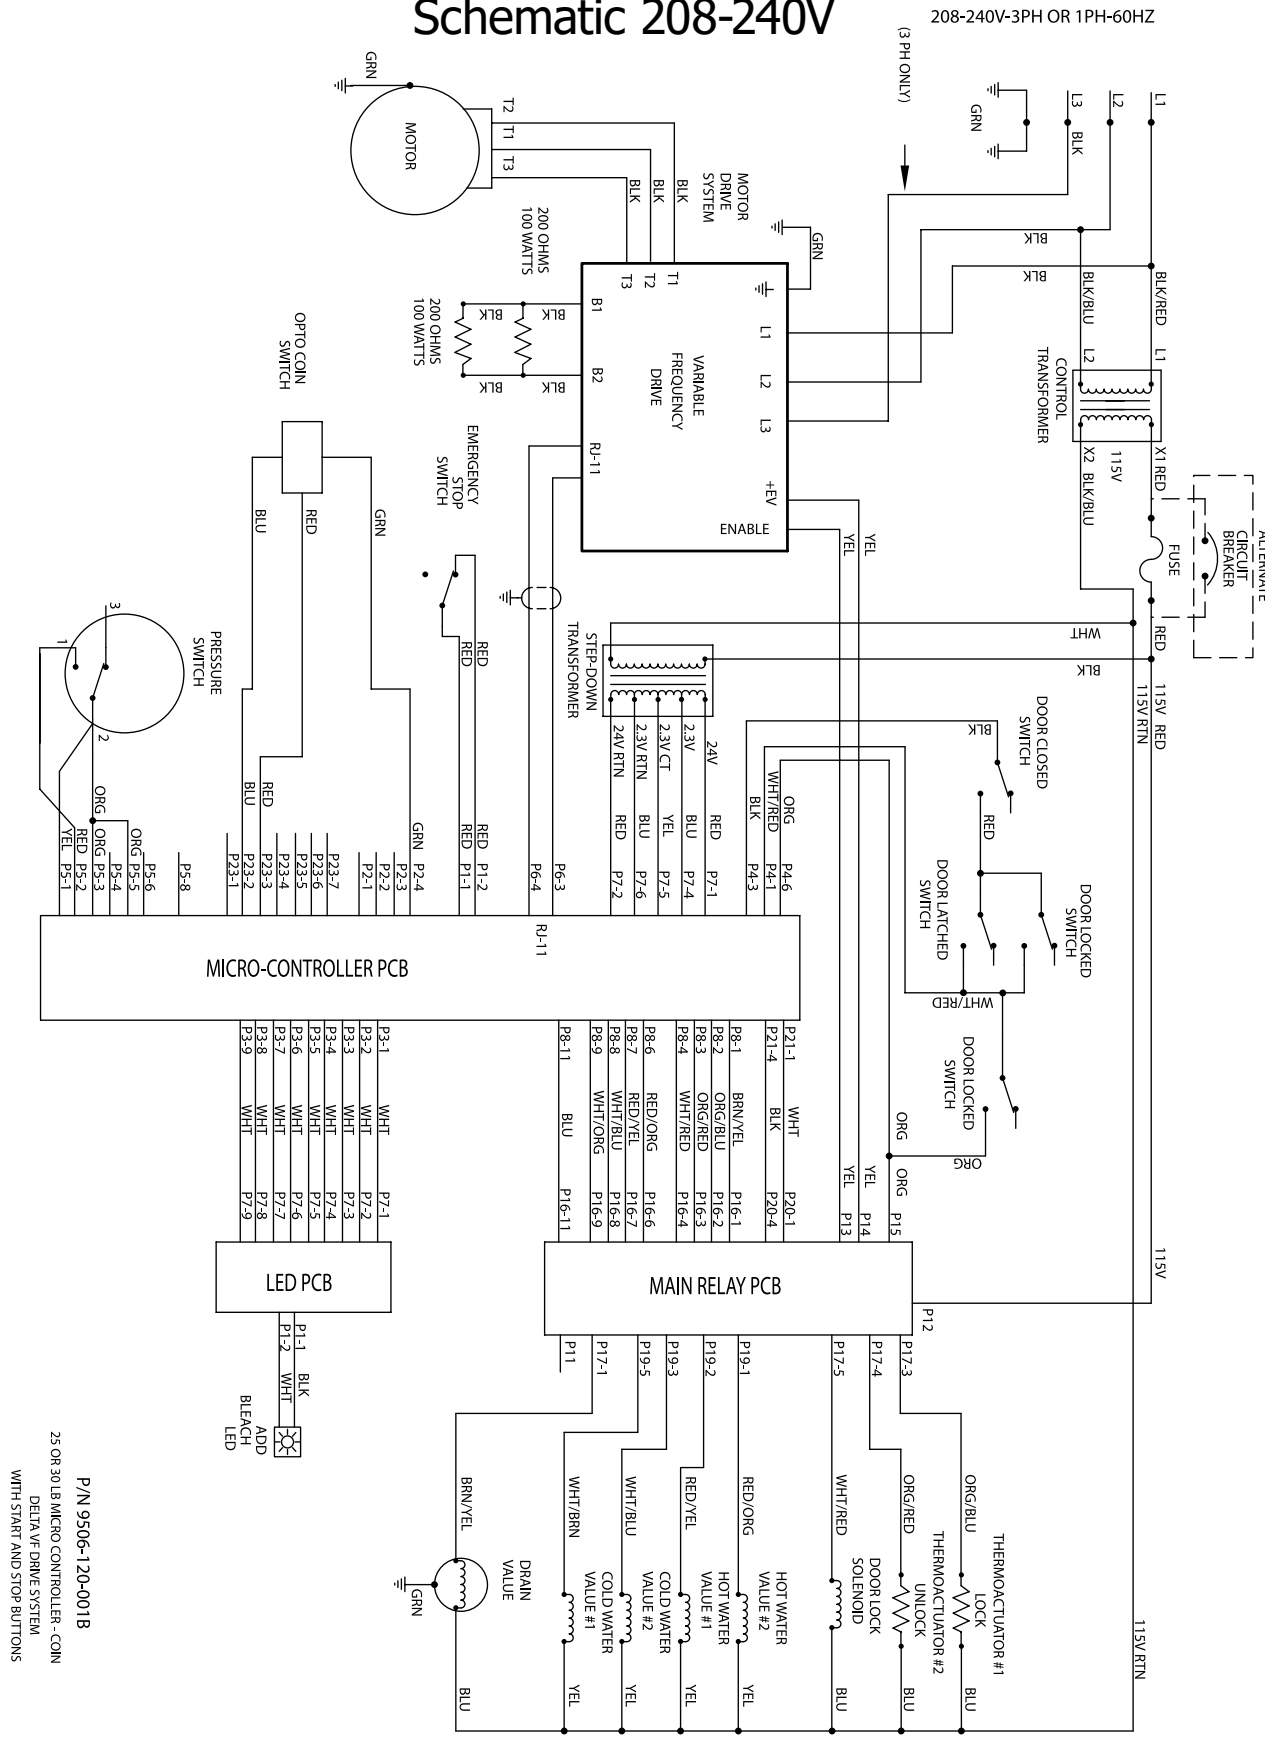 Schematic 208-240V
208-240V-3PH OR 1PH-60HZ
(3 PH ONLY)
L1
L2
L3
BLK
GRN
GRN
MOTOR
T2
T1
T3
BLK
BLK
BLK
MOTOR
DRIVE
SYSTEM
GRN
BLK
BLK
BLK/RED
BLK/BLU
L1
L2
CONTROL
TRANSFORMER
X1 RED
115V
X2 BLK/BLU
FUSE
ALTERNATE
CIRCUIT
BREAKER
RED
115V RED
115V RTN
WHT
BLK
200 OHMS
100 WATTS
200 OHMS
100 WATTS
BLK
BLK
BLK
BLK
T1
T2
T3
B1
B2
RJ-11
VARIABLE
FREQUENCY
DRIVE
L1
L2
L3
+EV
ENABLE
YEL
YEL
OPTO COIN
SWITCH
BLU
RED
GRN
EMERGENCY
STOP
SWITCH
RED
RED
STEP-DOWN
TRANSFORMER
24V RTN
2.3V RTN
2.3V CT
2.3V
24V
RED
BLU
YEL
BLU
RED
PRESSURE
SWITCH
3
1
2
ORG
YEL
RED
ORG
ORG
BLU
RED
GRN
RED
RED
BLK
WHT/RED
ORG
P5-1
P5-2
P5-3
P5-4
P5-5
P5-6
P5-8
P23-1
P23-2
P23-3
P23-4
P23-5
P23-6
P23-7
P2-1
P2-2
P2-3
P2-4
P1-1
P1-2
P6-4
P6-3
P7-2
P7-6
P7-5
P7-4
P7-1
P4-3
P4-1
P4-6
DOOR CLOSED
SWITCH
BLK
RED
DOOR LATCHED
SWITCH
DOOR LOCKED
SWITCH
WHT/RED
DOOR LOCKED
SWITCH
ORG
ORG
ORG
RJ-11
MICRO-CONTROLLER PCB
P3-9
P3-8
P3-7
P3-6
P3-5
P3-4
P3-3
P3-2
P3-1
WHT
WHT
WHT
WHT
WHT
WHT
WHT
WHT
WHT
P7-9
P7-8
P7-7
P7-6
P7-5
P7-4
P7-3
P7-2
P7-1
P8-11
P8-9
P8-8
P8-7
P8-6
P8-4
P8-3
P8-2
P8-1
P21-4
P21-1
BLU
WHT/ORG
WHT/BLU
RED/YEL
RED/ORG
WHT/RED
ORG/RED
ORG/BLU
BRN/YEL
BLK
WHT
P16-11
P16-9
P16-8
P16-7
P16-6
P16-4
P16-3
P16-2
P16-1
P20-4
P20-1
YEL
YEL
P13
P14
P15
LED PCB
P1-2
P1-1
WHT
BLK
ADD
BLEACH
LED
MAIN RELAY PCB
P12
115V
P11
P17-1
P19-5
P19-3
P19-2
P19-1
P17-5
P17-4
P17-3
BRN/YEL
WHT/BRN
WHT/BLU
RED/YEL
RED/ORG
WHT/RED
ORG/RED
ORG/BLU
DRAIN
VALUE
GRN
COLD WATER
VALUE #1
COLD WATER
VALUE #2
HOT WATER
VALUE #1
HOT WATER
VALUE #2
DOOR LOCK
SOLENOID
THERMOACTUATOR #2
UNLOCK
THERMOACTUATOR #1
LOCK
BLU
YEL
YEL
YEL
YEL
BLU
BLU
BLU
115V RTN
P/N 9506-120-001B
25 OR 30 LB MICRO CONTROLLER - COIN
DELTA VF DRIVE SYSTEM
WITH START AND STOP BUTTONS